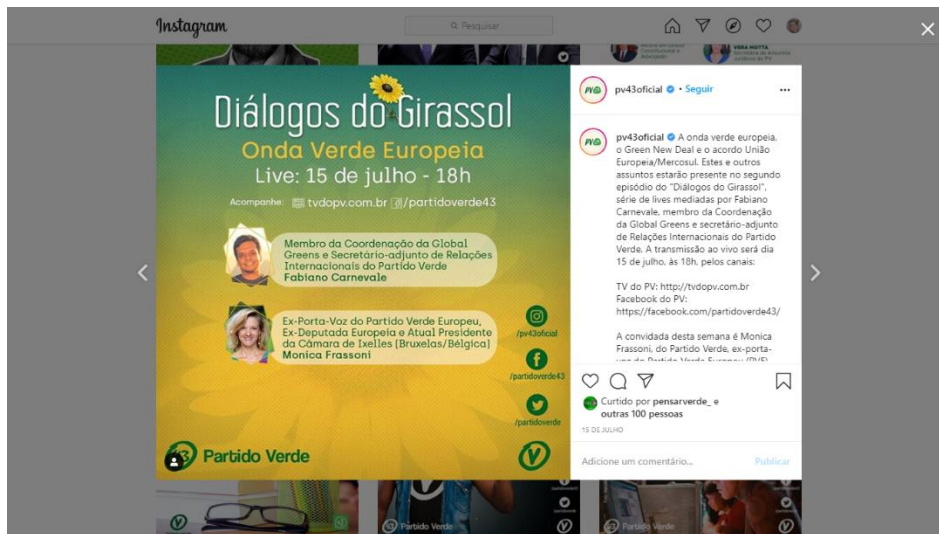 Instagram
Pesquisar
VERA MOTTA
Diálogos do Girassol
Onda Verde Europeia
Live: 15 de julho - 18h
Acompanhe: tvdopv.com.br /partidoverde43
Membro da Coordenação da Global
Greens e Secretário-adjunto de Relações
Internacionais do Partido Verde
Fabiano Carnevale
Ex-Porta-Voz do Partido Verde Europeu,
Ex-Deputada Europeia e Atual Presidente
da Câmara de Ixelles (Bruxelas/Bélgica)
Monica Frassoni
/pv43oficial
/partidoverde43
/partidoverde
43 Partido Verde
pv43oficial • Seguir
pv43oficial A onda verde europeia,
o Green New Deal e o acordo União
Europeia/Mercosul. Estes e outros
assuntos estarão presente no segundo
episódio do "Diálogos do Girassol",
série de lives mediadas por Fabiano
Carnevale, membro da Coordenação
da Global Greens e secretário-adjunto
de Relações Internacionais do Partido
Verde. A transmissão ao vivo será dia
15 de julho, às 18h, pelos canais:
TV do PV: http://tvdopv.com.br
Facebook do PV:
https://facebook.com/partidoverde43/
A convidada desta semana é Monica
Frassoni, do Partido Verde, ex-porta-
voz do Partido Verde Europeu (PVE)
Curtido por pensarverde_ e
outras 100 pessoas
15 DE JULHO
Adicione um comentário... Publicar
Partido Verde
Partido Verde